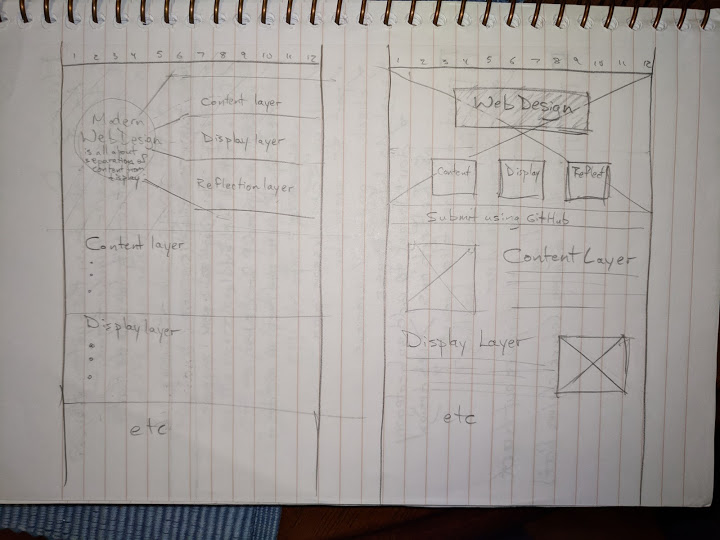 1 2 3 4 5 6 7 8 9 10 11 12
Modern
Web Design
is all about
separation of
content from
display
Content layer
Display layer
Reflection layer
Content layer
Display layer
etc
1 2 3 4 5 6 7 8 9 10 11 12
Web Design
Content
Display
Reflect
Submit using GitHub
Content Layer
Display Layer
etc